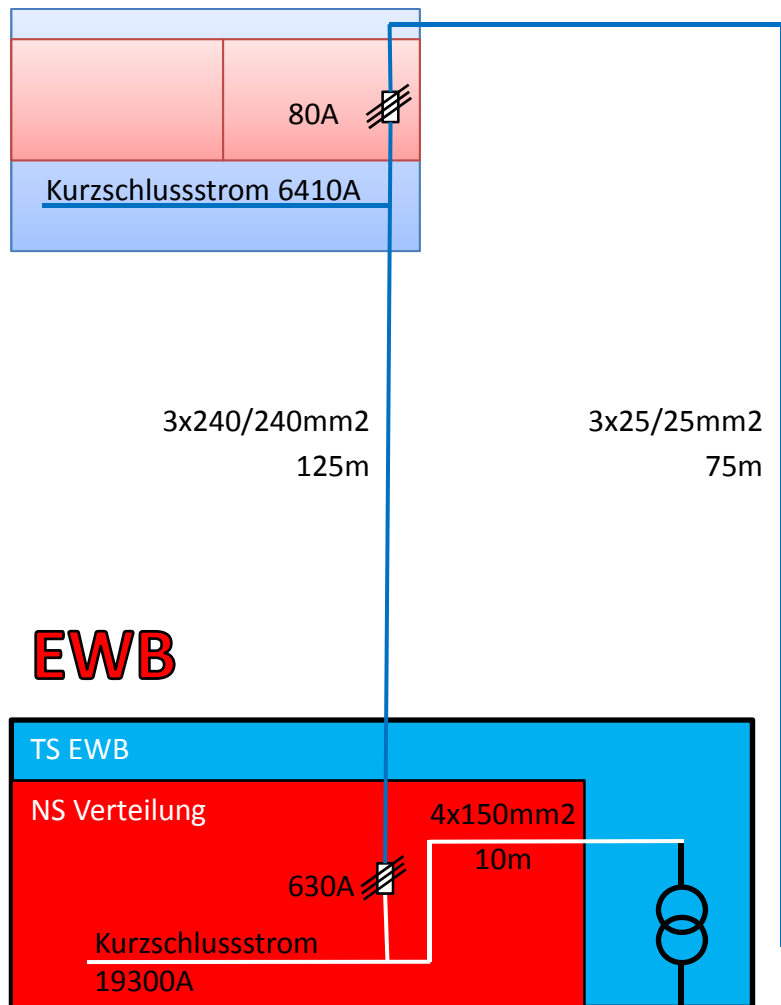 80A
Kurzschlussstrom 6410A
3x240/240mm2
125m
3x25/25mm2
75m
EWB
TS EWB
NS Verteilung
4x150mm2
10m
630A
Kurzschlussstrom
19300A